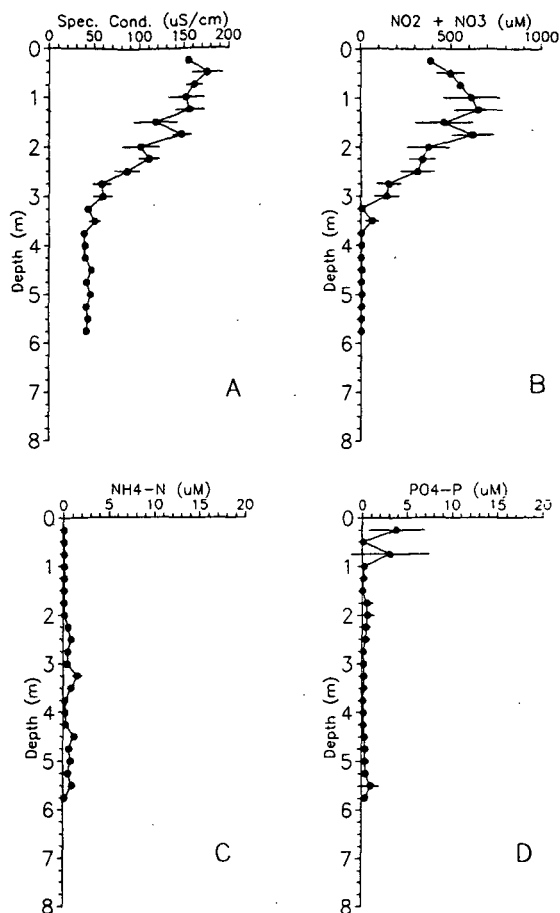 Spec. Cond. (uS/cm)
0 50 100 150 200
Depth (m)
0
1
2
3
4
5
6
7
8
A
NO2 + NO3 (uM)
0 500 1000
Depth (m)
0
1
2
3
4
5
6
7
8
B
NH4-N (uM)
0 5 10 15 20
Depth (m)
0
1
2
3
4
5
6
7
8
C
PO4-P (uM)
0 5 10 15 20
Depth (m)
0
1
2
3
4
5
6
7
8
D